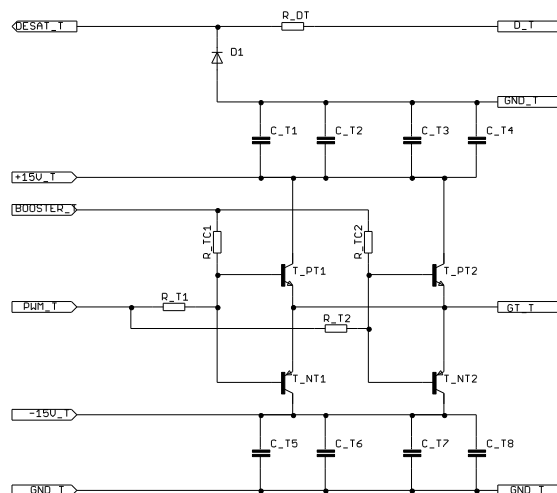 R_DT
DESAT_T
D_T
D1
GND_T
C_T1
C_T2
C_T3
C_T4
+15V_T
BOOSTER_T
R_TC1
R_TC2
T_PT1
T_PT2
R_T1
PWM_T
GT_T
R_T2
T_NT1
T_NT2
-15V_T
C_T5
C_T6
C_T7
C_T8
GND_T
GND_T